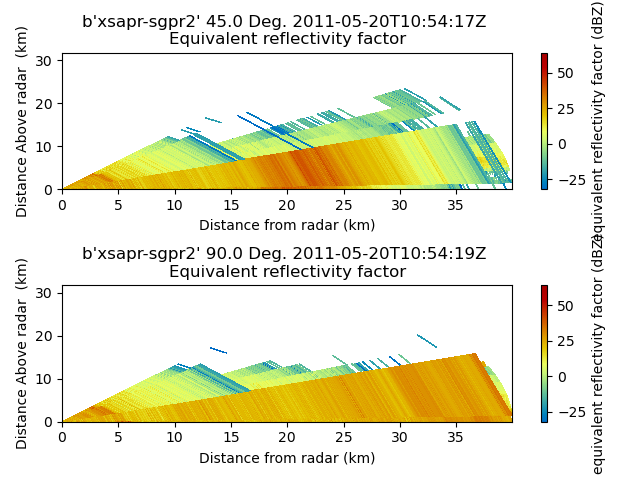 b'xsapr-sgpr2' 45.0 Deg. 2011-05-20T10:54:17Z
Equivalent reflectivity factor
Distance Above radar  (km)
30
20
10
0
0 5 10 15 20 25 30 35
Distance from radar (km)
50
25
0
−25
equivalent reflectivity factor (dBZ)
b'xsapr-sgpr2' 90.0 Deg. 2011-05-20T10:54:19Z
Equivalent reflectivity factor
Distance Above radar  (km)
30
20
10
0
0 5 10 15 20 25 30 35
Distance from radar (km)
50
25
0
−25
equivalent reflectivity factor (dBZ)